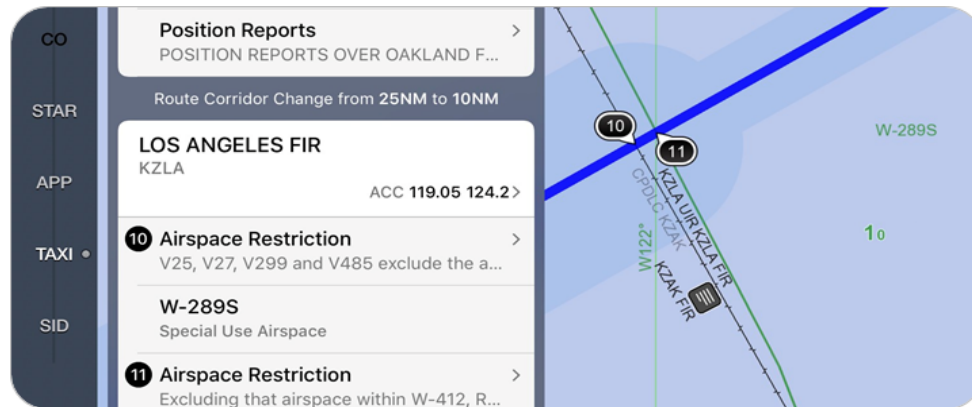 CO
STAR
APP
TAXI
SID
Position Reports
POSITION REPORTS OVER OAKLAND F...
Route Corridor Change from 25NM to 10NM
LOS ANGELES FIR
KZLA
ACC 119.05 124.2
10 Airspace Restriction
V25, V27, V299 and V485 exclude the a...
W-289S
Special Use Airspace
11 Airspace Restriction
Excluding that airspace within W-412, R...
10
11
W-289S
KZLA UIR KZLA FIR
CPDLC KZAK
W122°
KZAK FIR
10